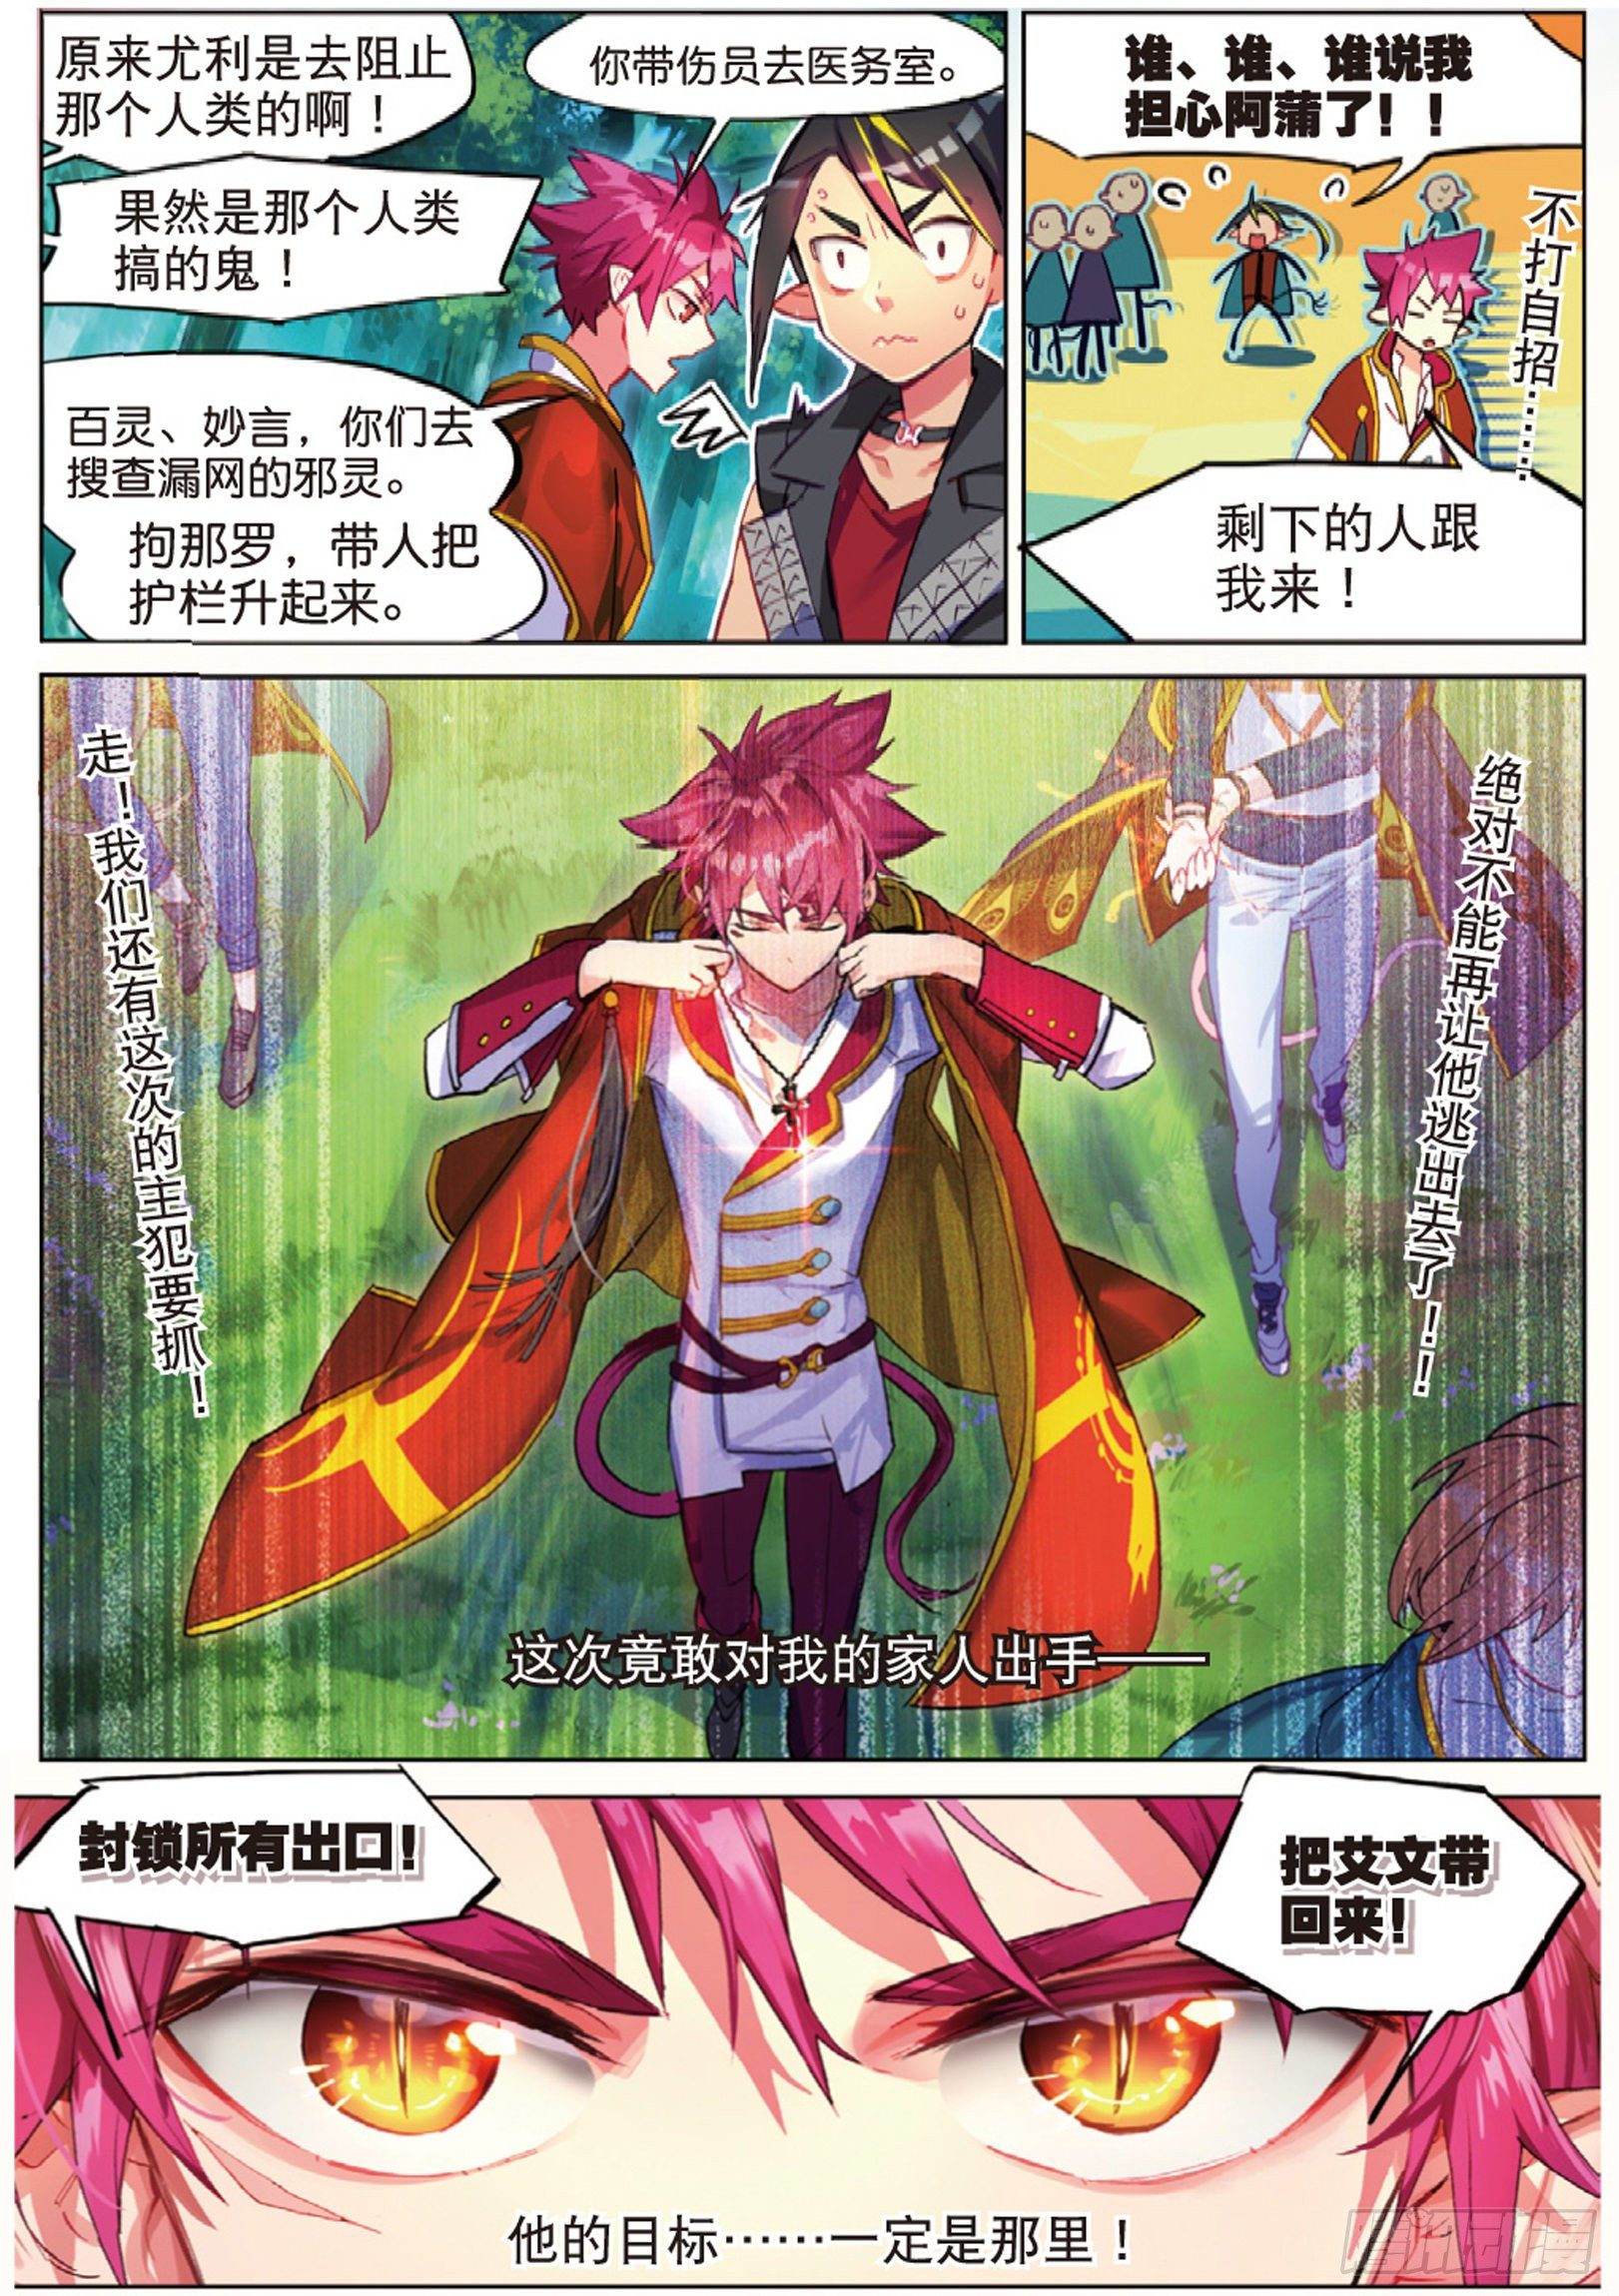 原来尤利是去阻止
那个人类的啊！
果然是那个人类
搞的鬼！
你带伤员去医务室。
百灵、妙言，你们去
搜查漏网的邪灵。
拘那罗，带人把
护栏升起来。
谁、谁、谁说我
担心阿蒲了！！
不打自招……
剩下的人跟
我来！
走！我们还有这次的主犯要抓！
绝对不能再让他逃出去了！！
这次竟敢对我的家人出手——
封锁所有出口！
把艾文带
回来！
他的目标……一定是那里！
腾讯动漫